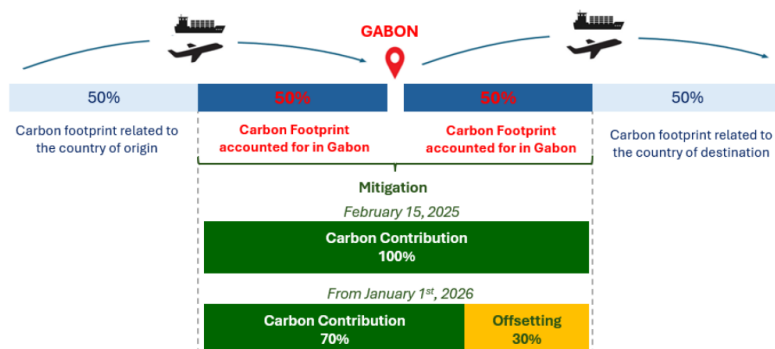 GABON
50%
50%
50%
50%
Carbon footprint related to
the country of origin
Carbon Footprint
accounted for in Gabon
Carbon Footprint
accounted for in Gabon
Carbon footprint related to
the country of destination
Mitigation
February 15, 2025
Carbon Contribution
100%
From January 1st, 2026
Carbon Contribution
70%
Offsetting
30%